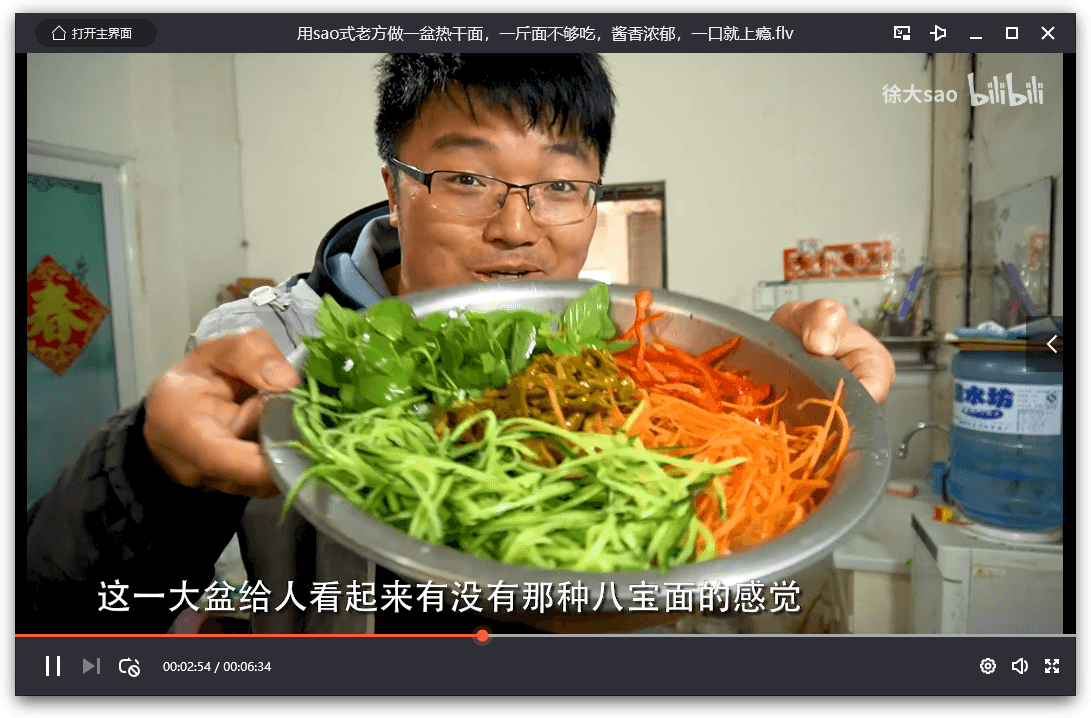 打开主界面
用sao式老方做一盆热干面，一斤面不够吃，酱香浓郁，一口就上瘾.flv
徐大sao bilibili
春
水坊
这一大盆给人看起来有没有那种八宝面的感觉
00:02:54 / 00:06:34